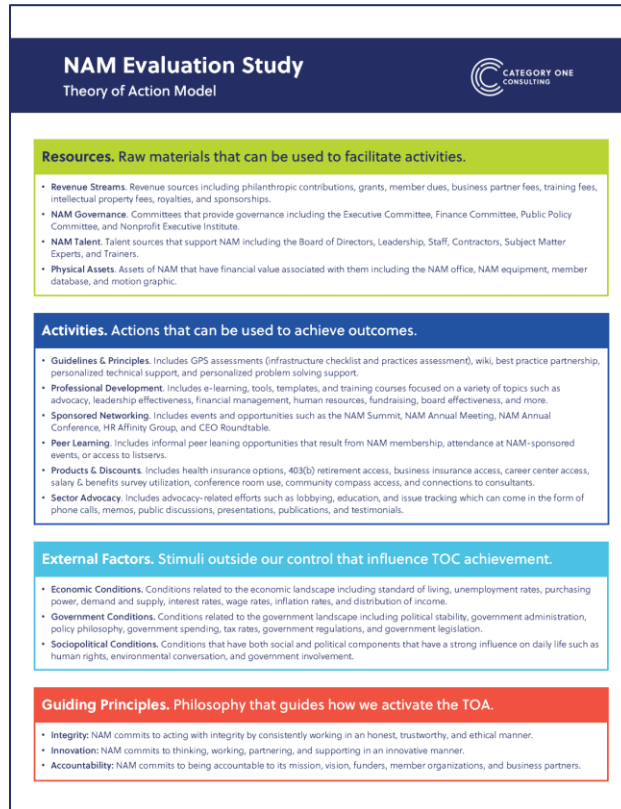 NAM Evaluation Study
Theory of Action Model
CATEGORY ONE
CONSULTING
Resources. Raw materials that can be used to facilitate activities.
• Revenue Streams. Revenue sources including philanthropic contributions, grants, member dues, business partner fees, training fees,
intellectual property fees, royalties, and sponsorships.
• NAM Governance. Committees that provide governance including the Executive Committee, Finance Committee, Public Policy
Committee, and Nonprofit Executive Institute.
• NAM Talent. Talent sources that support NAM including the Board of Directors, Leadership, Staff, Contractors, Subject Matter
Experts, and Trainers.
• Physical Assets. Assets of NAM that have financial value associated with them including the NAM office, NAM equipment, member
database, and motion graphic.
Activities. Actions that can be used to achieve outcomes.
• Guidelines & Principles. Includes GPS assessments (infrastructure checklist and practices assessment), wiki, best practice partnership,
personalized technical support, and personalized problem solving support.
• Professional Development. Includes e-learning, tools, templates, and training courses focused on a variety of topics such as
advocacy, leadership effectiveness, financial management, human resources, fundraising, board effectiveness, and more.
• Sponsored Networking. Includes events and opportunities such as the NAM Summit, NAM Annual Meeting, NAM Annual
Conference, HR Affinity Group, and CEO Roundtable.
• Peer Learning. Includes informal peer leaning opportunities that result from NAM membership, attendance at NAM-sponsored
events, or access to listservs.
• Products & Discounts. Includes health insurance options, 403(b) retirement access, business insurance access, career center access,
salary & benefits survey utilization, conference room use, community compass access, and connections to consultants.
• Sector Advocacy. Includes advocacy-related efforts such as lobbying, education, and issue tracking which can come in the form of
phone calls, memos, public discussions, presentations, publications, and testimonials.
External Factors. Stimuli outside our control that influence TOC achievement.
• Economic Conditions. Conditions related to the economic landscape including standard of living, unemployment rates, purchasing
power, demand and supply, interest rates, wage rates, inflation rates, and distribution of income.
• Government Conditions. Conditions related to the government landscape including political stability, government administration,
policy philosophy, government spending, tax rates, government regulations, and government legislation.
• Sociopolitical Conditions. Conditions that have both social and political components that have a strong influence on daily life such as
human rights, environmental conversation, and government involvement.
Guiding Principles. Philosophy that guides how we activate the TOA.
• Integrity: NAM commits to acting with integrity by consistently working in an honest, trustworthy, and ethical manner.
• Innovation: NAM commits to thinking, working, partnering, and supporting in an innovative manner.
• Accountability: NAM commits to being accountable to its mission, vision, funders, member organizations, and business partners.